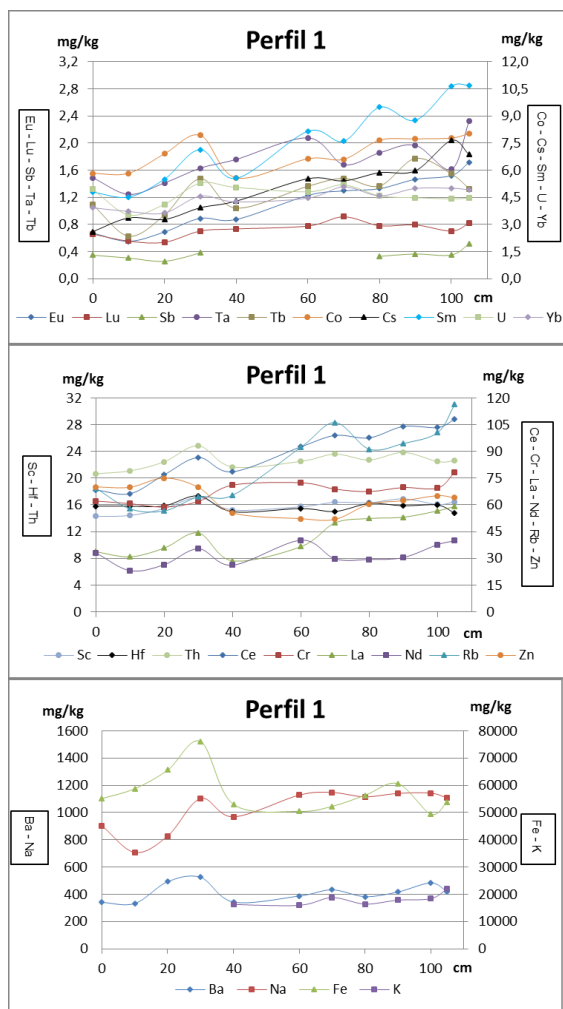 mg/kg Perfil 1 mg/kg
3,2 12,0
2,8 10,5
2,4 9,0
2,0 7,5
1,6 6,0
1,2 4,5
0,8 3,0
0,4 1,5
0,0 0,0
Eu - Lu - Sb - Ta - Tb
Co - Cs - Sm - U - Yb
0 20 40 60 80 100 cm
Eu Lu Sb Ta Tb Co Cs Sm U Yb
mg/kg Perfil 1 mg/kg
32 120
28 105
24 90
20 75
16 60
12 45
8 30
4 15
0 0
Sc - Hf - Th
Ce - Cr - La - Nd - Rb - Zn
0 20 40 60 80 100 cm
Sc Hf Th Ce Cr La Nd Rb Zn
mg/kg Perfil 1 mg/kg
1600 80000
1400 70000
1200 60000
1000 50000
800 40000
600 30000
400 20000
200 10000
0 0
Ba - Na
Fe - K
0 20 40 60 80 100 cm
Ba Na Fe K